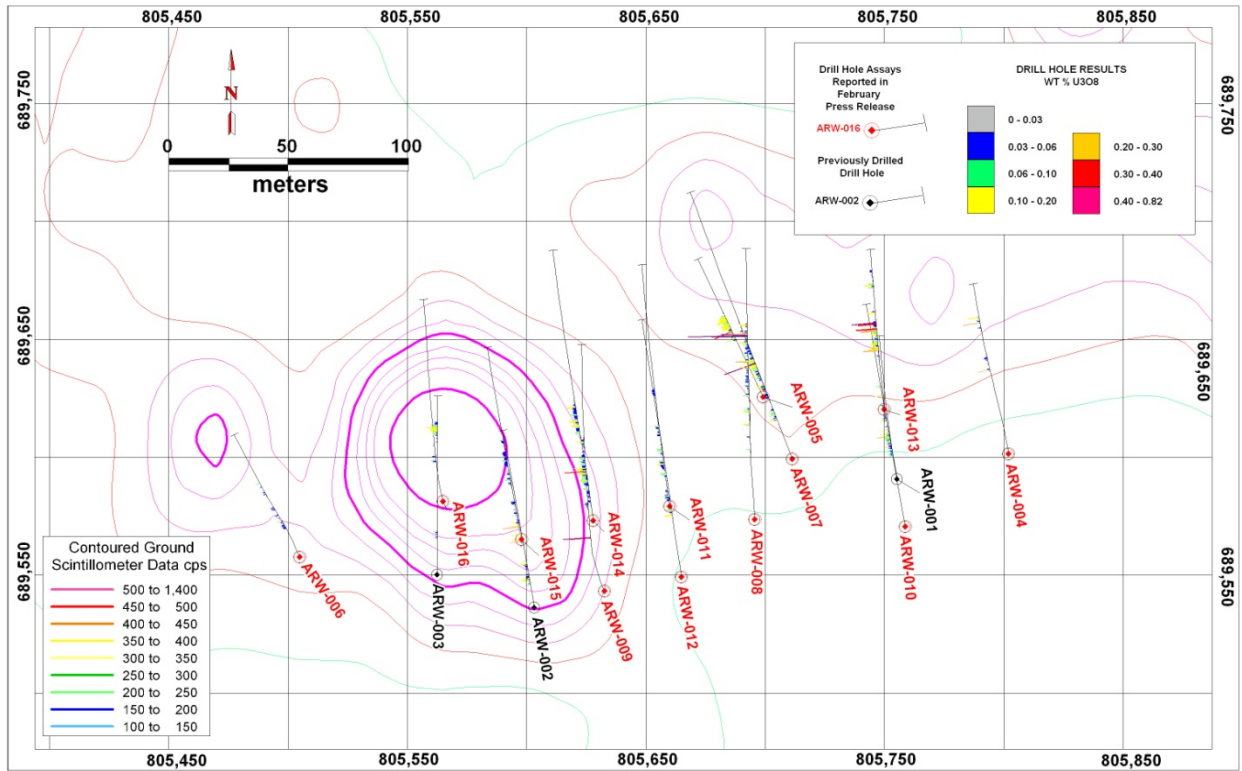 805,450 805,550 805,650 805,750 805,850
689,750
689,650
689,550
689,750
689,650
689,550
N
0 50 100
meters
Drill Hole Assays
Reported in
February
Press Release
ARW-016
Previously Drilled
Drill Hole
ARW-002
DRILL HOLE RESULTS
WT % U3O8
0 - 0.03
0.03 - 0.06
0.06 - 0.10
0.10 - 0.20
0.20 - 0.30
0.30 - 0.40
0.40 - 0.82
ARW-006
ARW-016
ARW-003
ARW-015
ARW-002
ARW-014
ARW-009
ARW-011
ARW-012
ARW-008
ARW-005
ARW-007
ARW-013
ARW-001
ARW-010
ARW-004
Contoured Ground
Scintillometer Data cps
500 to 1,400
450 to 500
400 to 450
350 to 400
300 to 350
250 to 300
200 to 250
150 to 200
100 to 150
805,450 805,550 805,650 805,750 805,850